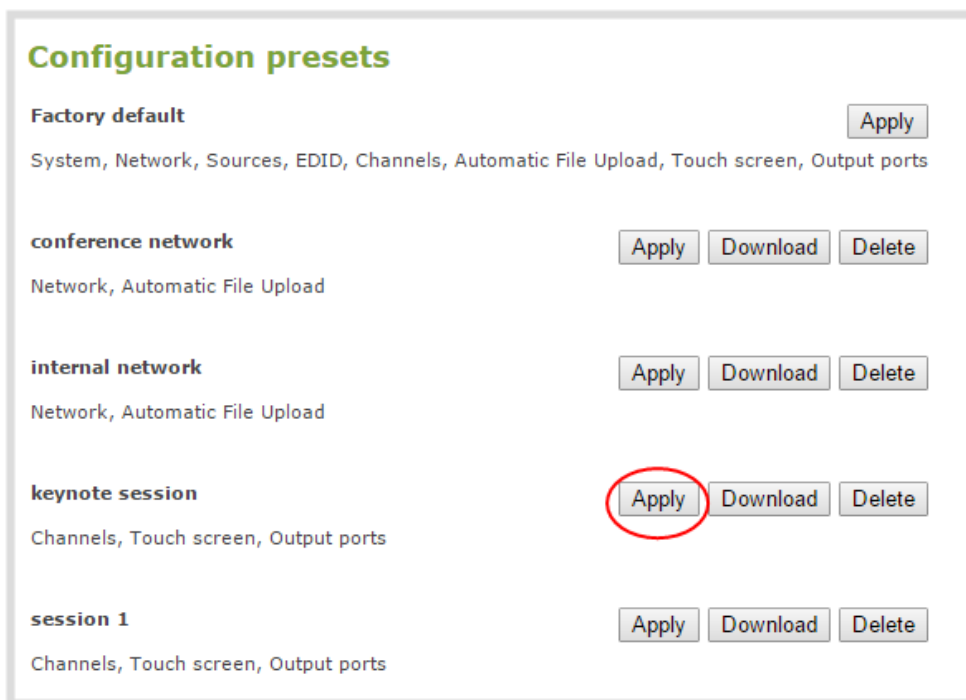 Configuration presets
Factory default Apply
System, Network, Sources, EDID, Channels, Automatic File Upload, Touch screen, Output ports
conference network Apply Download Delete
Network, Automatic File Upload
internal network Apply Download Delete
Network, Automatic File Upload
keynote session Apply Download Delete
Channels, Touch screen, Output ports
session 1 Apply Download Delete
Channels, Touch screen, Output ports